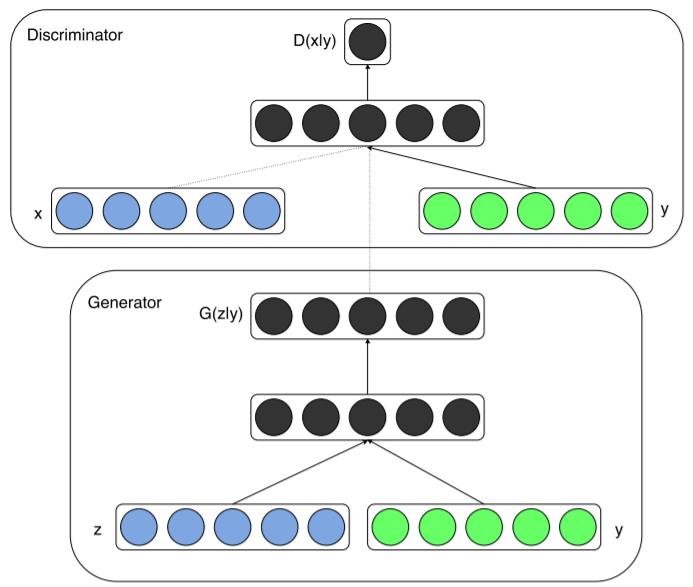 Discriminator
D(x|y)
x
y
Generator
G(z|y)
z
y